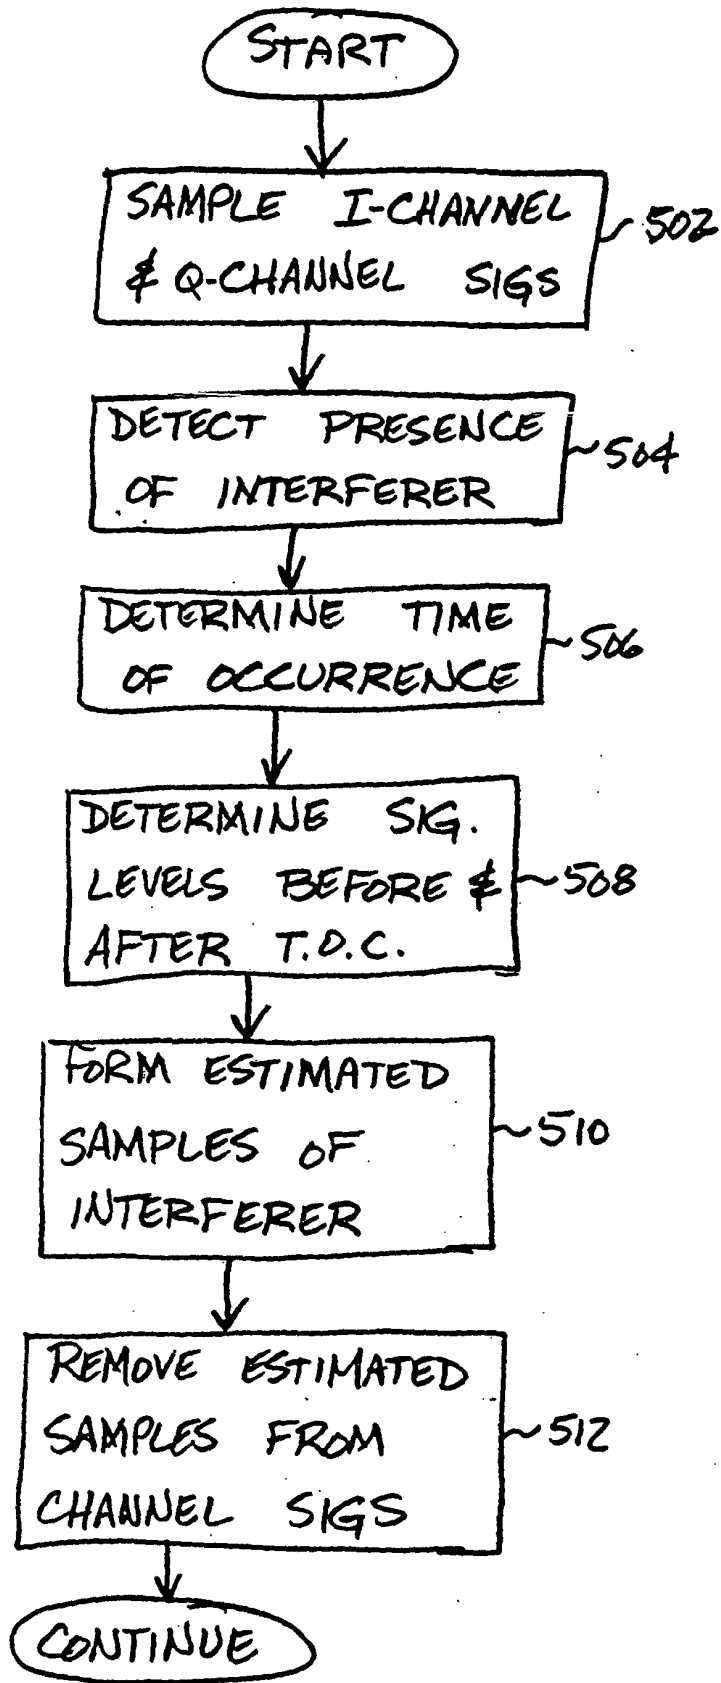 START
SAMPLE I-CHANNEL
& Q-CHANNEL SIGS
502
DETECT PRESENCE
OF INTERFERER
504
DETERMINE TIME
OF OCCURRENCE
506
DETERMINE SIG.
LEVELS BEFORE &
AFTER T.O.C.
508
FORM ESTIMATED
SAMPLES OF
INTERFERER
510
REMOVE ESTIMATED
SAMPLES FROM
CHANNEL SIGS
512
CONTINUE